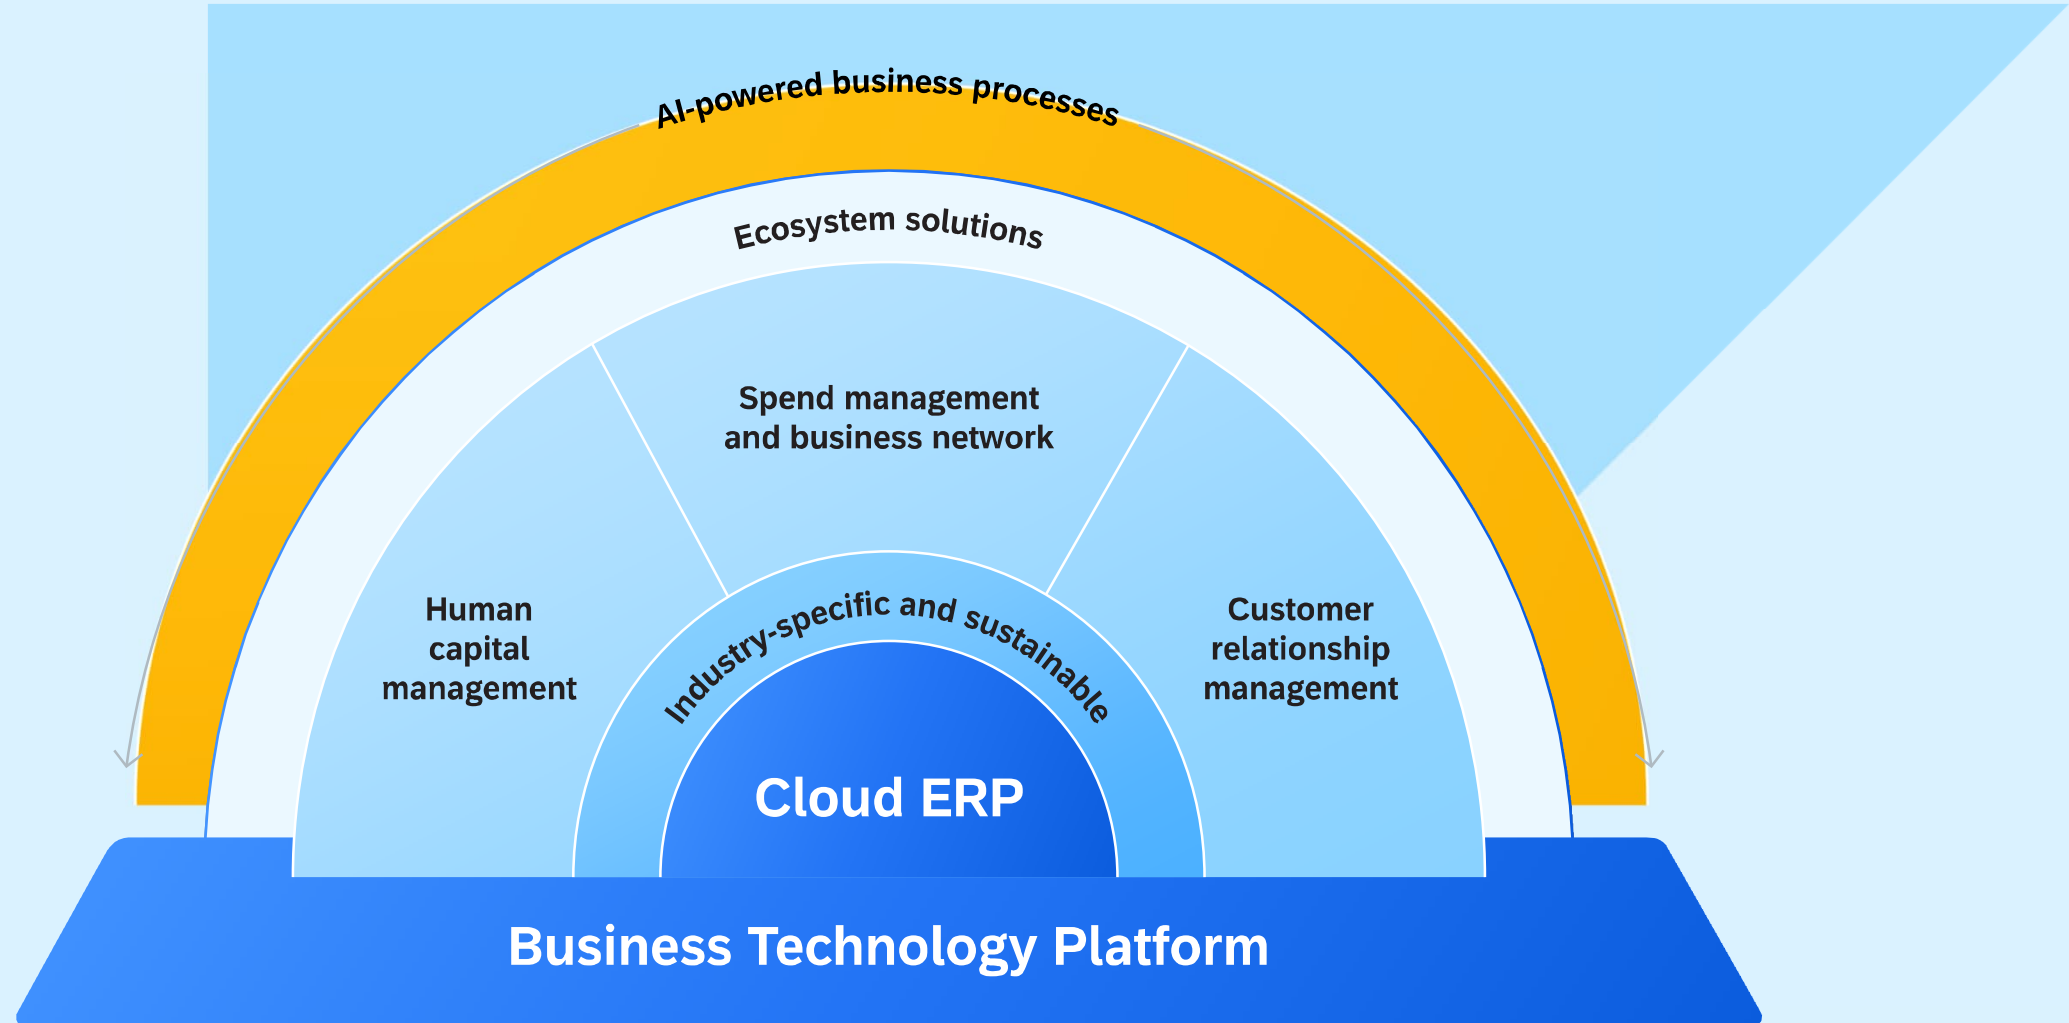 AI-powered business processes
Ecosystem solutions
Spend management
and business network
Human
capital
management
Customer
relationship
management
Industry-specific and sustainable
Cloud ERP
Business Technology Platform